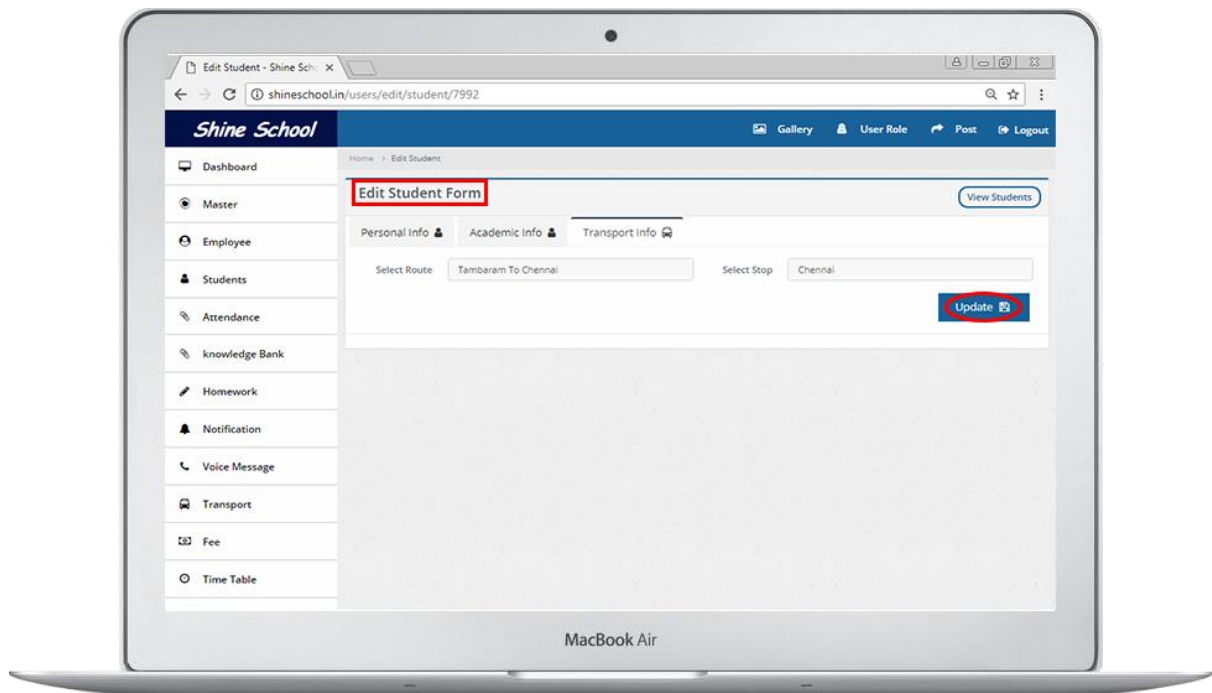 Edit Student - Shine Sch
shineschool.in/users/edit/student/7992
Shine School
Gallery User Role Post Logout
Home > Edit Student
Dashboard
Master
Employee
Students
Attendance
knowledge Bank
Homework
Notification
Voice Message
Transport
Fee
Time Table
Edit Student Form
View Students
Personal Info Academic Info Transport Info
Select Route Tambaram To Chennai Select Stop Chennai
Update
MacBook Air